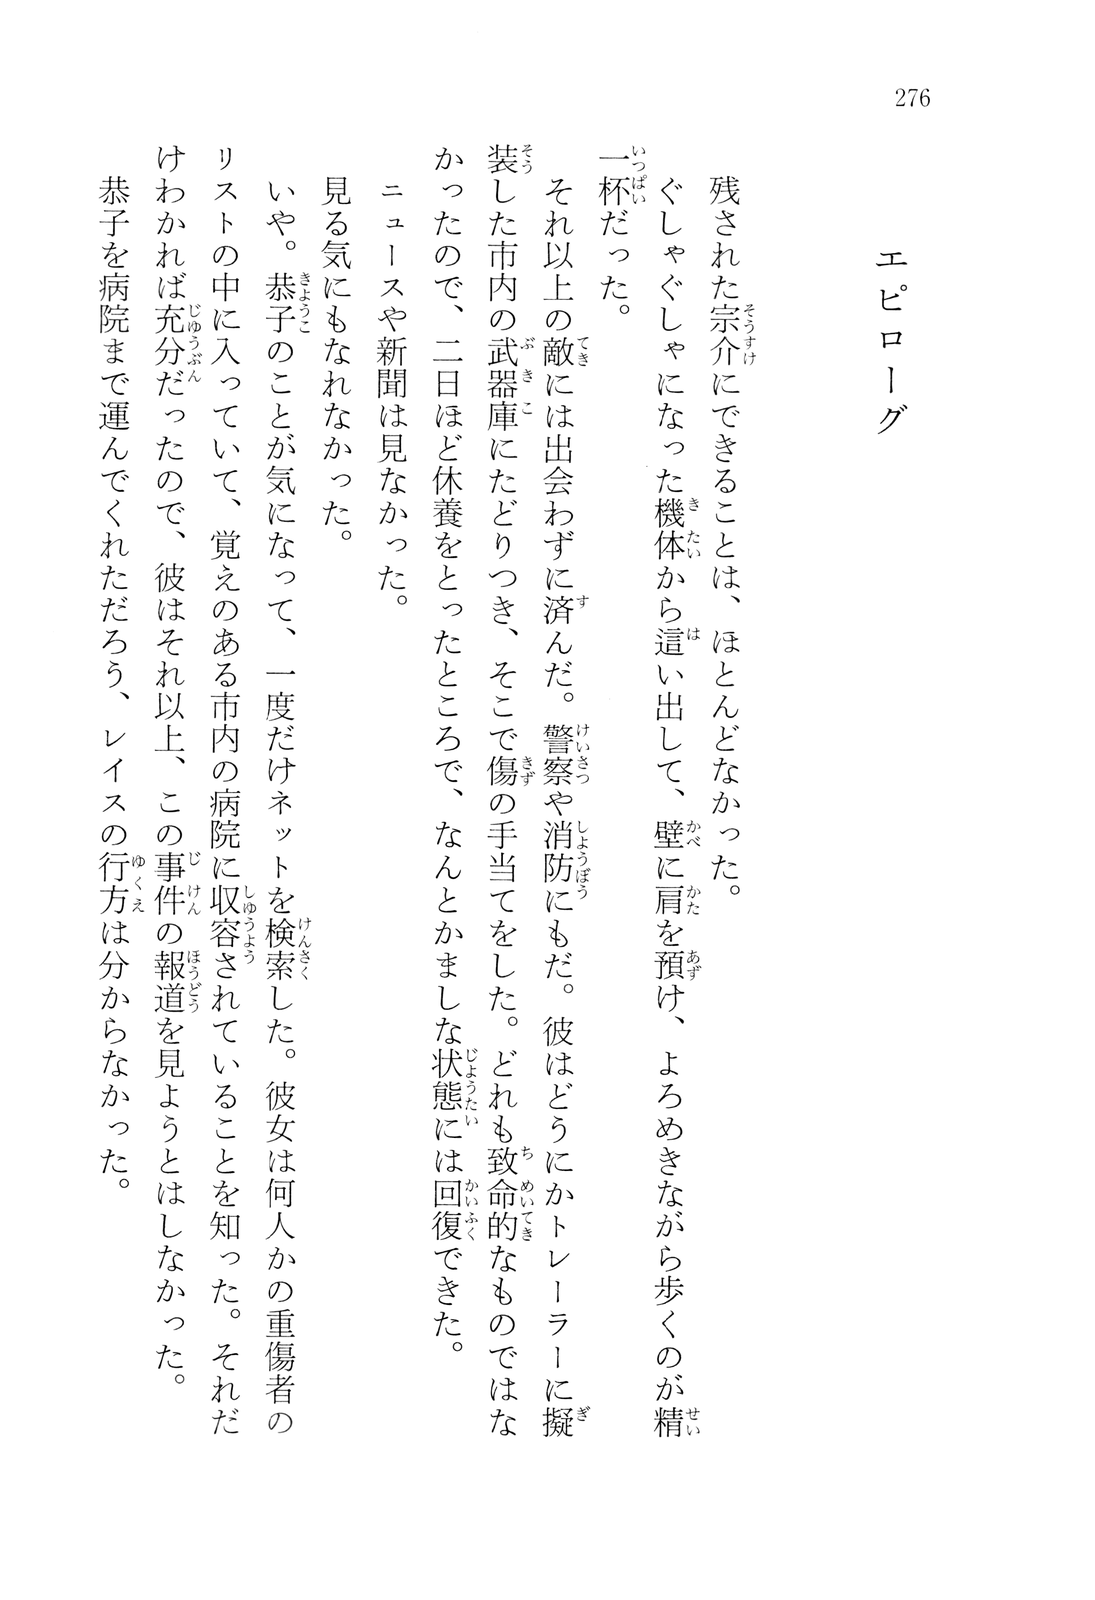 276
エピローグ
残された宗介にできることは、ほとんどなかった。
ぐしゃぐしゃになった機体から這い出して、壁に肩を預け、よろめきながら歩くのが精
一杯だった。
それ以上の敵には出会わずに済んだ。警察や消防にもだ。彼はどうにかトレーラーに擬
装した市内の武器庫にたどりつき、そこで傷の手当てをした。どれも致命的なものではな
かったので、二日ほど休養をとったところで、なんとかましな状態には回復できた。
ニュースや新聞は見なかった。
見る気にもなれなかった。
いや。恭子のことが気になって、一度だけネットを検索した。彼女は何人かの重傷者の
リストの中に入っていて、覚えのある市内の病院に収容されていることを知った。それだ
けわかれば充分だったので、彼はそれ以上、この事件の報道を見ようとはしなかった。
恭子を病院まで運んでくれただろう、レイスの行方は分からなかった。